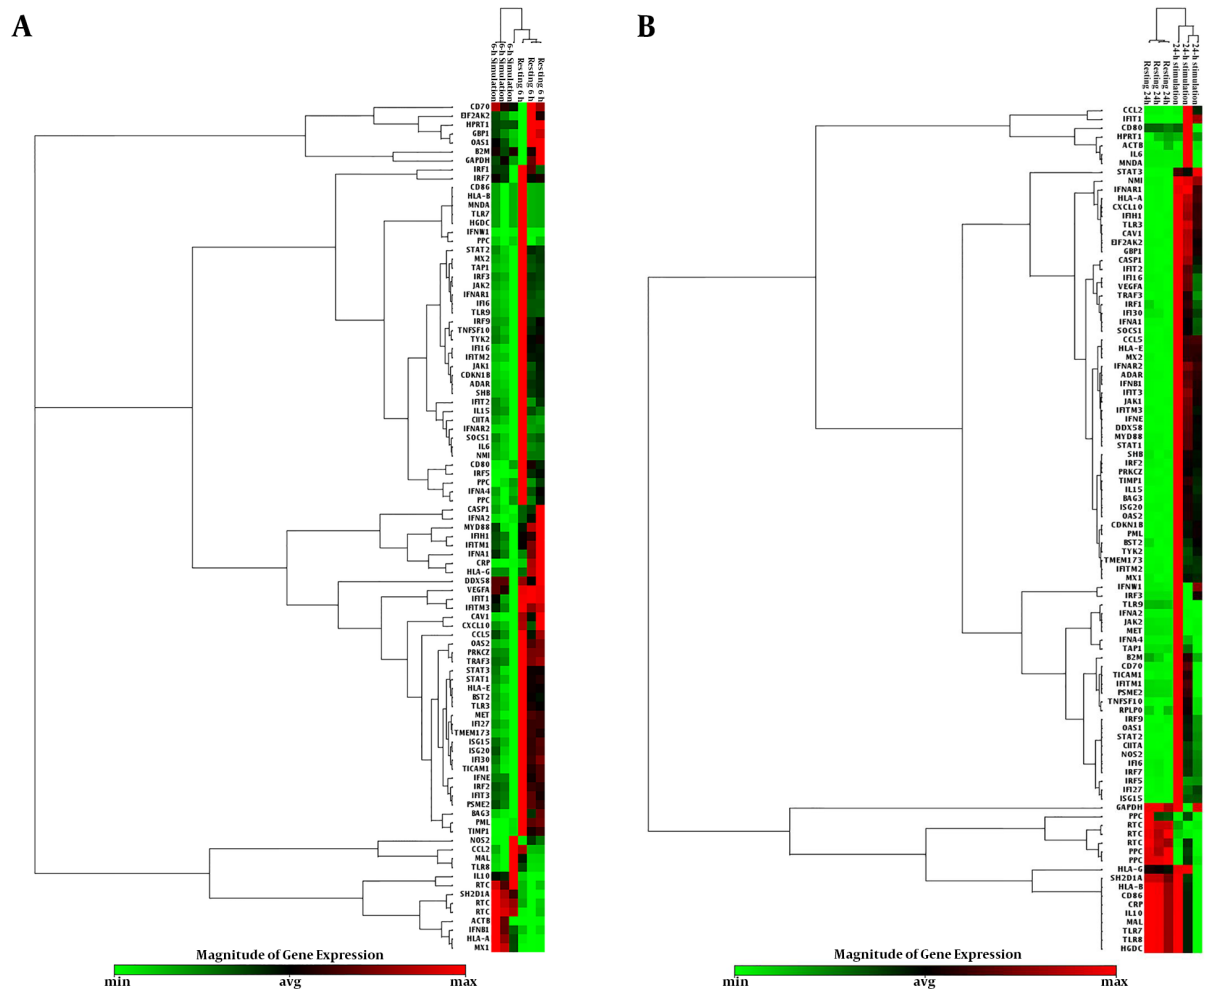 A
6-h Simulation
6-h Simulation
6-h Simulation
Resting 6 h
Resting 6 h
Resting 6 h
CD70
EIF2AK2
HPRT1
GBP1
OAS1
B2M
GAPDH
IRF1
IRF7
CD86
HLA-B
MNDA
TLR7
HGDC
IFNW1
PPC
STAT2
MX2
TAP1
IRF3
JAK2
IFNAR1
IFI6
TLR9
IRF9
TNFSF10
TYK2
IFI16
IFITM2
JAK1
CDKN1B
ADAR
SHB
IFIT2
IL15
CIITA
IFNAR2
SOCS1
IL6
NMI
CD80
IRF5
PPC
IFNA4
PPC
CASP1
IFNA2
MYD88
IFIH1
IFITM1
IFNA1
CRP
HLA-G
DDX58
VEGFA
IFIT1
IFITM3
CAV1
CXCL10
CCL5
OAS2
PRKCZ
TRAF3
STAT3
STAT1
HLA-E
BST2
TLR3
MET
IFI27
TMEM173
ISG15
ISG20
IFI30
TICAM1
IFNE
IRF2
IFIT3
PSME2
BAG3
PML
TIMP1
NOS2
CCL2
MAL
TLR8
IL10
RTC
SH2D1A
RTC
RTC
ACTB
IFNB1
HLA-A
MX1
Magnitude of Gene Expression
min avg max
B
Resting 24h
Resting 24h
Resting 24h
24-h stimulation
24-h stimulation
24-h stimulation
CCL2
IFIT1
CD80
HPRT1
ACTB
IL6
MNDA
STAT3
NMI
IFNAR1
HLA-A
CXCL10
IFIH1
TLR3
CAV1
EIF2AK2
GBP1
CASP1
IFIT2
IFI16
VEGFA
TRAF3
IRF1
IFI30
IFNA1
SOCS1
CCL5
HLA-E
MX2
IFNAR2
ADAR
IFNB1
IFIT3
JAK1
IFITM3
IFNE
DDX58
MYD88
STAT1
SHB
IRF2
PRKCZ
TIMP1
IL15
BAG3
ISG20
OAS2
CDKN1B
PML
BST2
TYK2
TMEM173
IFITM2
MX1
IFNW1
IRF3
TLR9
IFNA2
JAK2
MET
IFNA4
TAP1
B2M
CD70
TICAM1
IFITM1
PSME2
TNFSF10
RPLP0
IRF9
OAS1
STAT2
CIITA
NOS2
IFI6
IRF7
IRF5
IFI27
ISG15
GAPDH
PPC
RTC
RTC
RTC
PPC
PPC
HLA-G
SH2D1A
HLA-B
CD86
CRP
IL10
MAL
TLR7
TLR8
HGDC
Magnitude of Gene Expression
min avg max